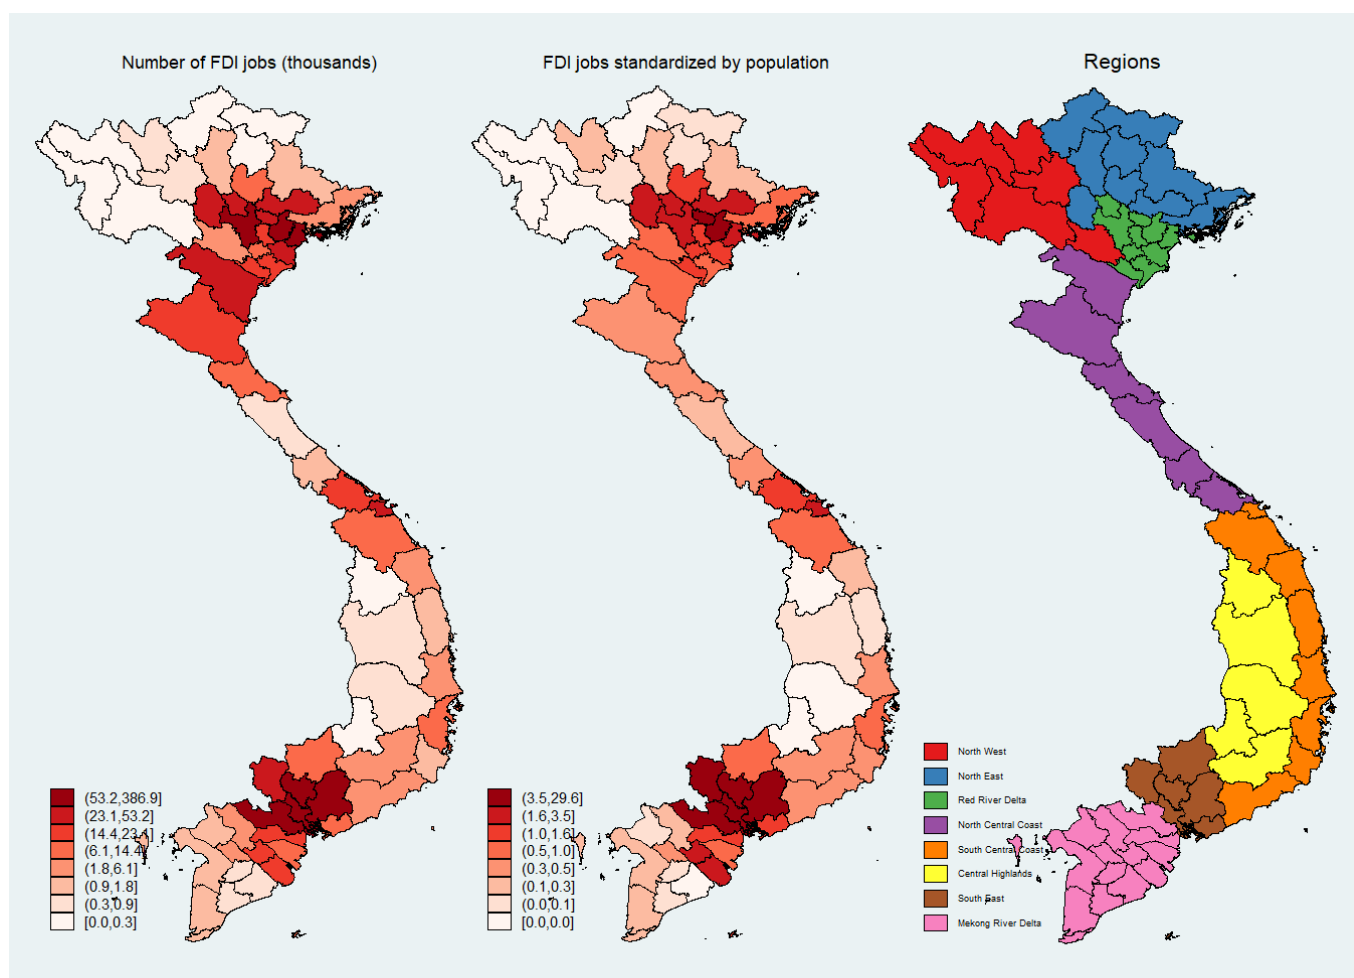 Number of FDI jobs (thousands)
FDI jobs standardized by population
Regions
(53.2,386.9]
(23.1,53.2]
(14.4,23.1]
(6.1,14.4]
(1.8,6.1]
(0.9,1.8]
(0.3,0.9]
[0.0,0.3]
(3.5,29.6]
(1.6,3.5]
(1.0,1.6]
(0.5,1.0]
(0.3,0.5]
(0.1,0.3]
(0.0,0.1]
[0.0,0.0]
North West
North East
Red River Delta
North Central Coast
South Central Coast
Central Highlands
South East
Mekong River Delta